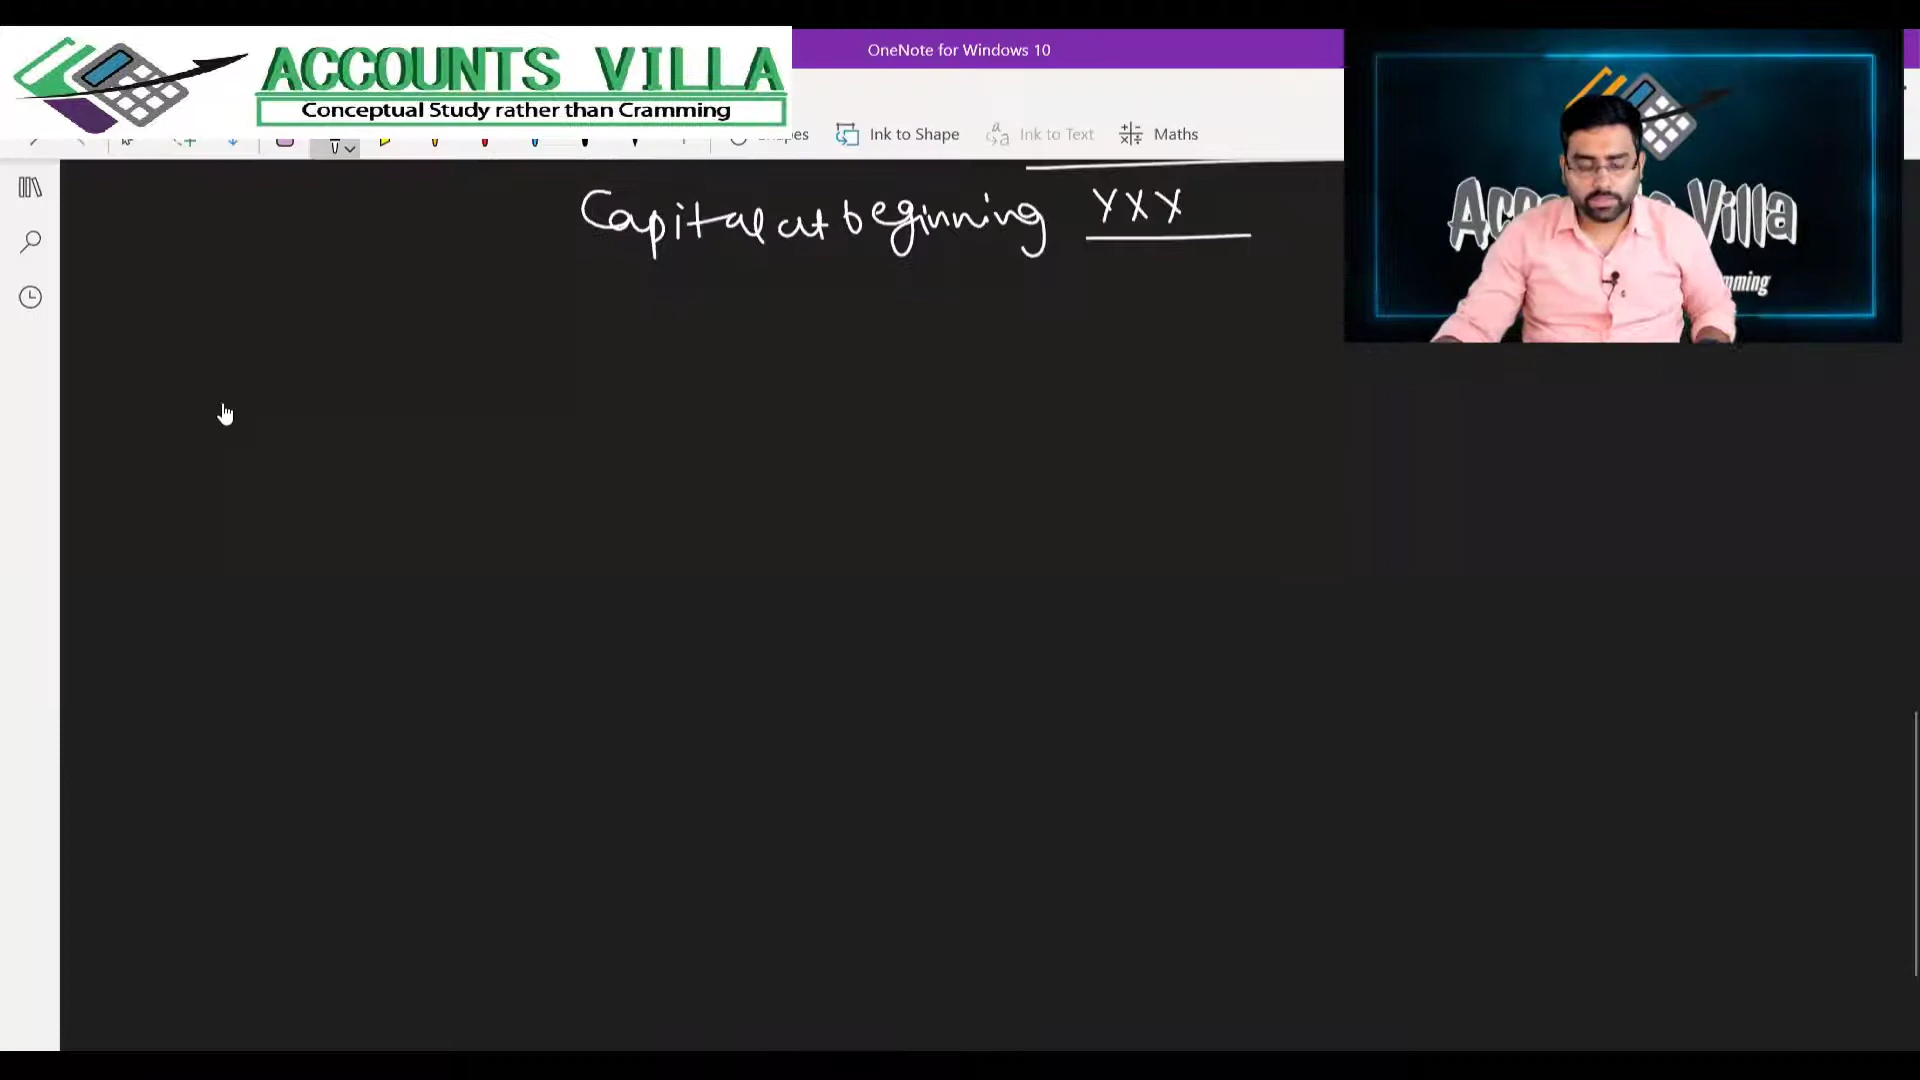 ACCOUNTS VILLA
Conceptual Study rather than Cramming
OneNote for Windows 10
Ink to Shape
Ink to Text
Maths
Capital at beginning XXX
Villa